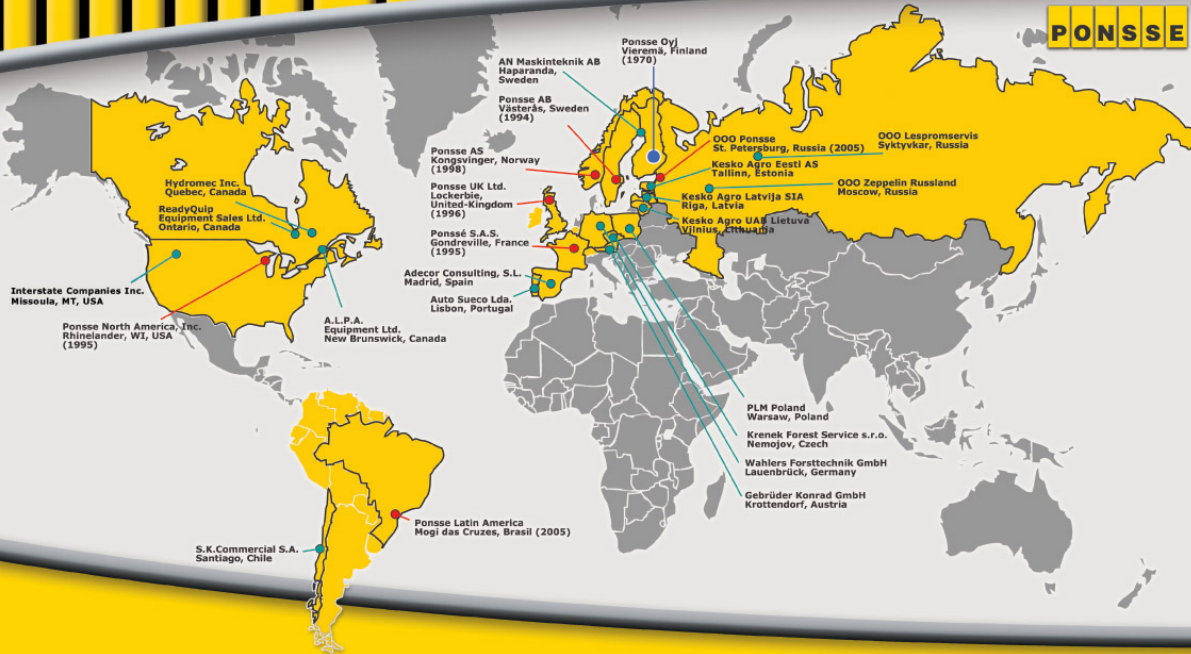 PONSSE
Ponsse Oyj
Vieremä, Finland
(1970)
AN Maskinteknik AB
Haparanda,
Sweden
Ponsse AB
Västerås, Sweden
(1994)
Ponsse AS
Kongsvinger, Norway
(1998)
Ponsse UK Ltd.
Lockerbie,
United-Kingdom
(1996)
Ponssé S.A.S.
Gondreville, France
(1995)
Adecor Consulting, S.L.
Madrid, Spain
Auto Sueco Lda.
Lisbon, Portugal
OOO Ponsse
St. Petersburg, Russia (2005)
OOO Lespromservis
Syktyvkar, Russia
Kesko Agro Eesti AS
Tallinn, Estonia
OOO Zeppelin Russland
Moscow, Russia
Kesko Agro Latvija SIA
Riga, Latvia
Kesko Agro UAB Lietuva
Vilnius, Lithuania
Hydromec Inc.
Quebec, Canada
ReadyQuip
Equipment Sales Ltd.
Ontario, Canada
Interstate Companies Inc.
Missoula, MT, USA
Ponsse North America, Inc.
Rhinelander, WI, USA
(1995)
A.L.P.A.
Equipment Ltd.
New Brunswick, Canada
PLM Poland
Warsaw, Poland
Krenek Forest Service s.r.o.
Nemojov, Czech
Wahlers Forsttechnik GmbH
Lauenbrück, Germany
Gebrüder Konrad GmbH
Krottendorf, Austria
Ponsse Latin America
Mogi das Cruzes, Brasil (2005)
S.K.Commercial S.A.
Santiago, Chile